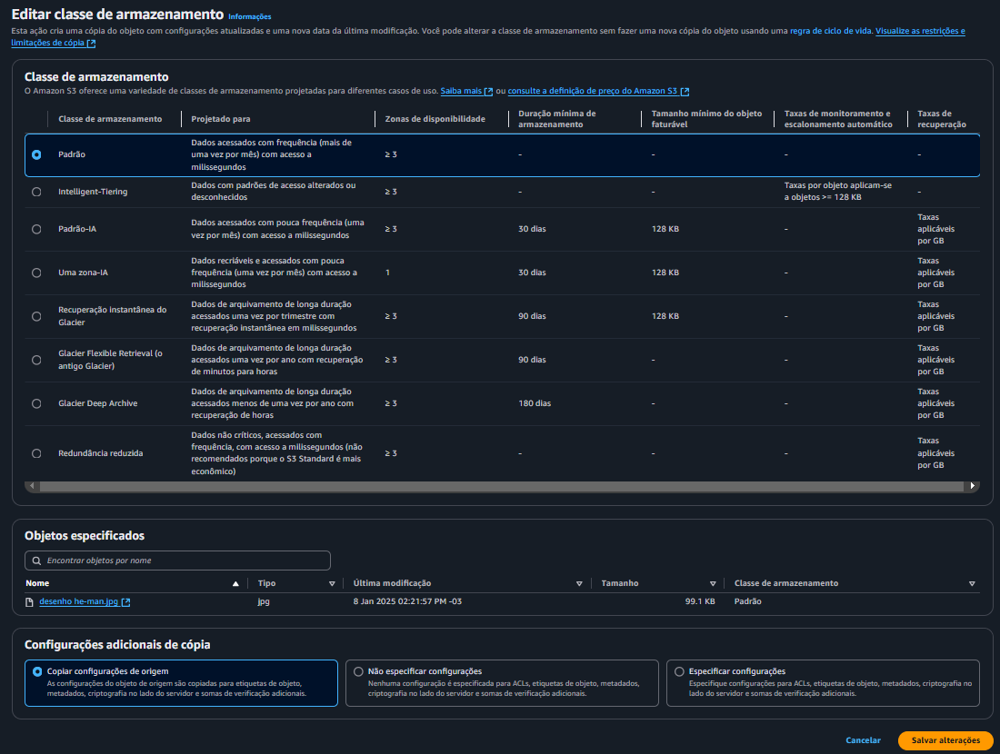 Editar classe de armazenamento Informações
Esta ação cria uma cópia do objeto com configurações atualizadas e uma nova data da última modificação. Você pode alterar a classe de armazenamento sem fazer uma nova cópia do objeto usando uma regra de ciclo de vida. Visualize as restrições e
limitações de cópia
Classe de armazenamento
O Amazon S3 oferece uma variedade de classes de armazenamento projetadas para diferentes casos de uso. Saiba mais ou consulte a definição de preço do Amazon S3
Classe de armazenamento
Projetado para
Zonas de disponibilidade
Duração mínima de
armazenamento
Tamanho mínimo do objeto
faturável
Taxas de monitoramento e
escalonamento automático
Taxas de
recuperação
Padrão
Dados acessados com frequência (mais de
uma vez por mês) com acesso a
milissegundos
≥ 3
-
-
-
-
Intelligent-Tiering
Dados com padrões de acesso alterados ou
desconhecidos
≥ 3
-
-
Taxas por objeto aplicam-se
a objetos >= 128 KB
-
Padrão-IA
Dados acessados com pouca frequência (uma
vez por mês) com acesso a milissegundos
≥ 3
30 dias
128 KB
-
Taxas
aplicáveis
por GB
Uma zona-IA
Dados recriáveis e acessados com pouca
frequência (uma vez por mês) com acesso a
milissegundos
1
30 dias
128 KB
-
Taxas
aplicáveis
por GB
Recuperação instantânea do
Glacier
Dados de arquivamento de longa duração
acessados uma vez por trimestre com
recuperação instantânea em milissegundos
≥ 3
90 dias
128 KB
-
Taxas
aplicáveis
por GB
Glacier Flexible Retrieval (o
antigo Glacier)
Dados de arquivamento de longa duração
acessados uma vez por ano com recuperação
de minutos para horas
≥ 3
90 dias
-
-
Taxas
aplicáveis
por GB
Glacier Deep Archive
Dados de arquivamento de longa duração
acessados menos de uma vez por ano com
recuperação de horas
≥ 3
180 dias
-
-
Taxas
aplicáveis
por GB
Redundância reduzida
Dados não críticos, acessados com
frequência, com acesso a milissegundos (não
recomendados porque o S3 Standard é mais
econômico)
≥ 3
-
-
-
Taxas
aplicáveis
por GB
Objetos especificados
Encontrar objetos por nome
Nome
Tipo
Última modificação
Tamanho
Classe de armazenamento
desenho he-man.jpg
jpg
8 Jan 2025 02:21:57 PM -03
99.1 KB
Padrão
Configurações adicionais de cópia
Copiar configurações de origem
As configurações do objeto de origem são copiadas para etiquetas de objeto,
metadados, criptografia no lado do servidor e somas de verificação adicionais.
Não especificar configurações
Nenhuma configuração é especificada para ACLs, etiquetas de objeto, metadados,
criptografia no lado do servidor e somas de verificação adicionais.
Especificar configurações
Especifique configurações para ACLs, etiquetas de objeto, metadados, criptografia no
lado do servidor e somas de verificação adicionais.
Cancelar
Salvar alterações